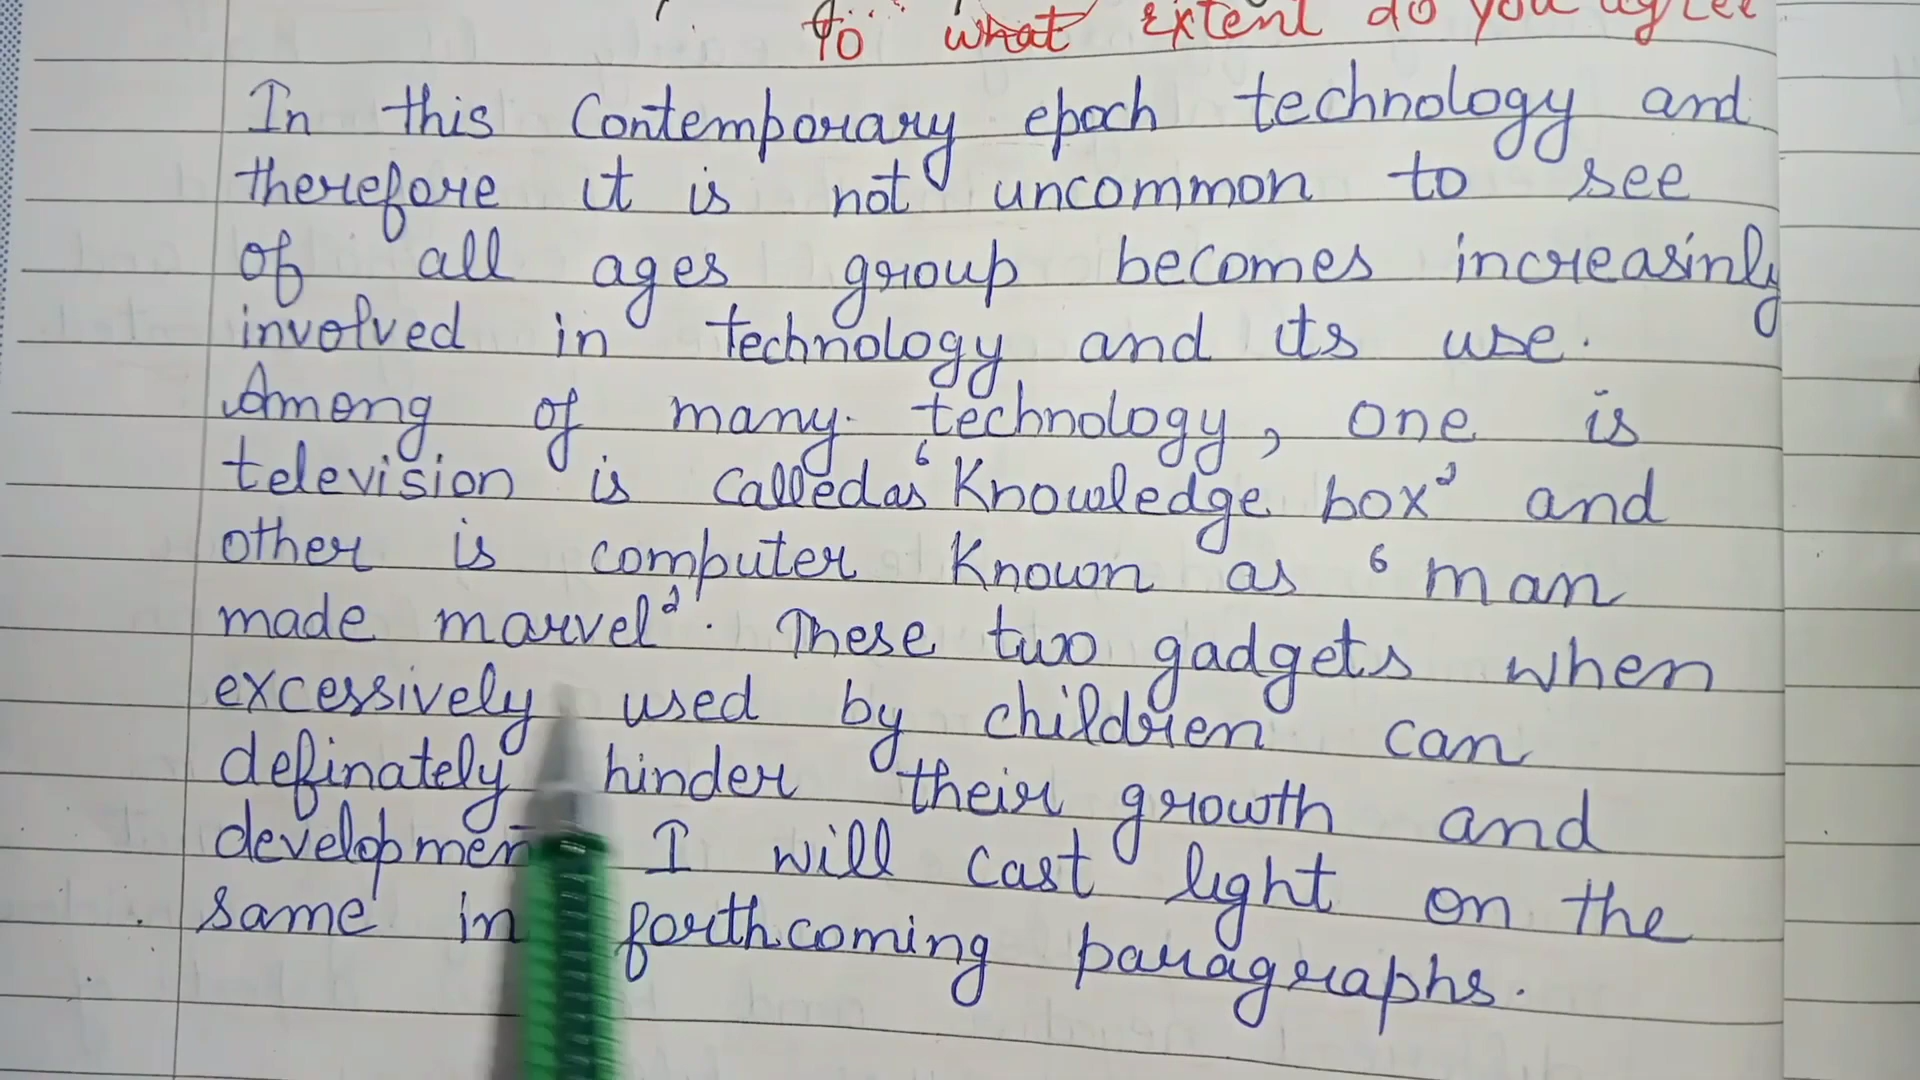 to what extent do you agree
In this Contemporary epoch technology and
therefore it is not uncommon to see
of all ages group becomes increasinly
involved in technology and its use.
Among of many technology, one is
television is called as 'Knowledge box' and
other is computer Known as 'man
made marvel'. These two gadgets when
excessively used by children can
definately hinder their growth and
developmen I will cast light on the
same in forthcoming paragraphs.